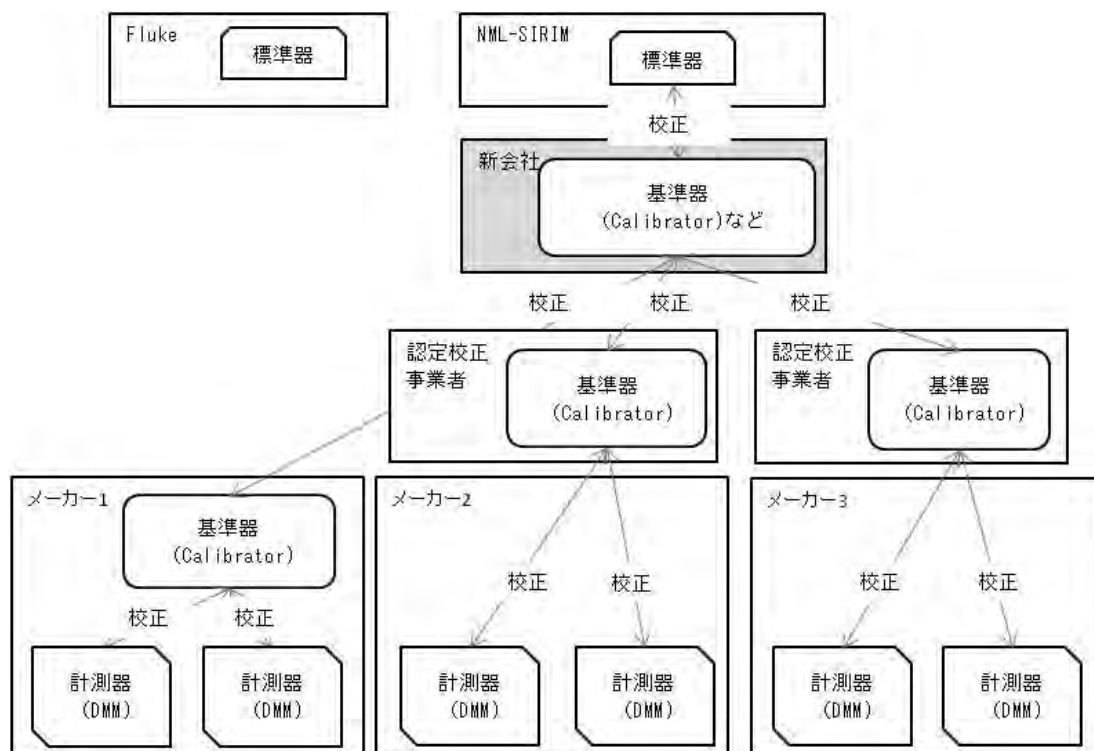 Fluke
標準器
NML-SIRIM
標準器
校正
新会社
基準器
(Calibrator)など
校正
校正
校正
認定校正
事業者
基準器
(Calibrator)
認定校正
事業者
基準器
(Calibrator)
メーカー1
基準器
(Calibrator)
校正
校正
計測器
(DMM)
計測器
(DMM)
メーカー2
校正
校正
計測器
(DMM)
計測器
(DMM)
メーカー3
校正
校正
計測器
(DMM)
計測器
(DMM)